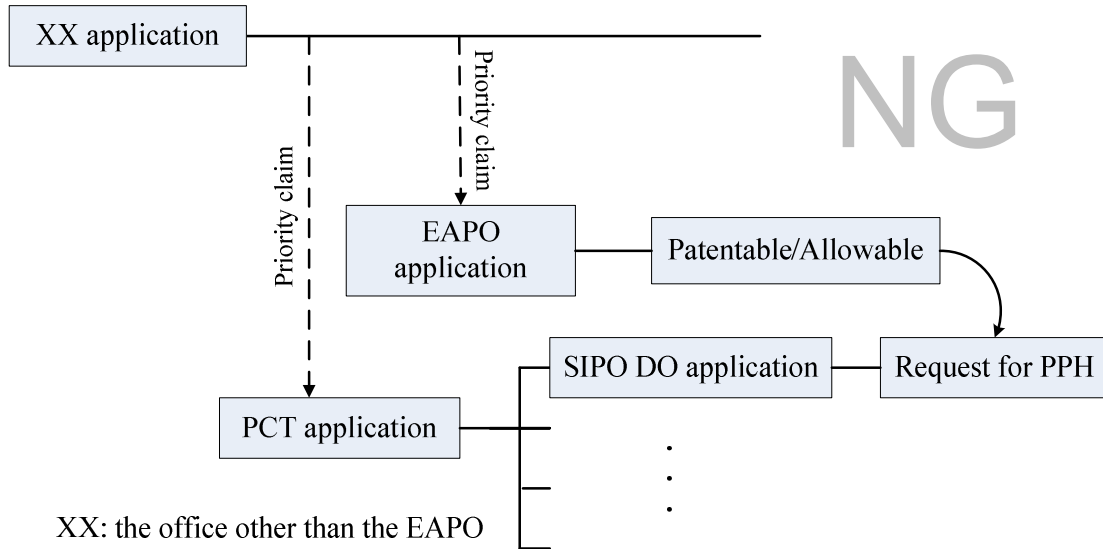 XX application
NG
Priority claim
Priority claim
EAPO
application
Patentable/Allowable
SIPO DO application
Request for PPH
PCT application
XX: the office other than the EAPO